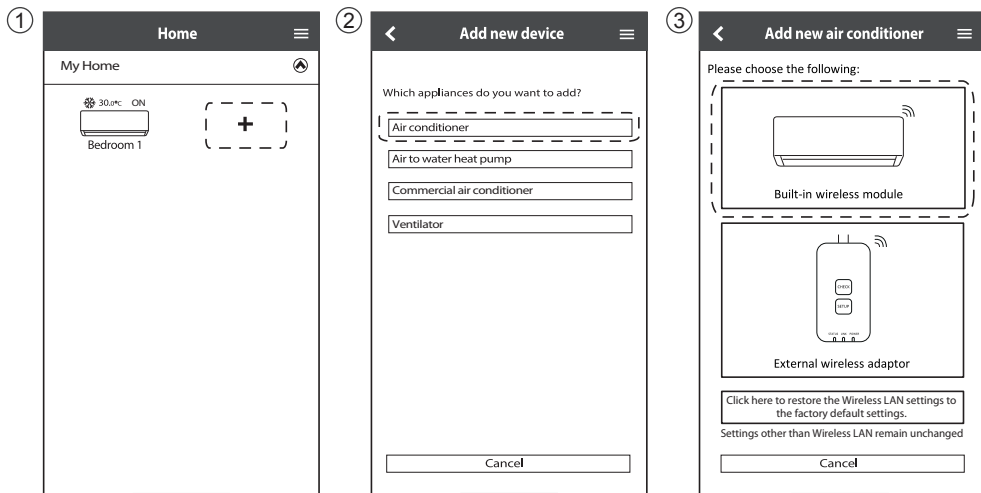 ①
Home
My Home
30.0°C ON
Bedroom 1
+
②
Add new device
Which appliances do you want to add?
Air conditioner
Air to water heat pump
Commercial air conditioner
Ventilator
Cancel
③
Add new air conditioner
Please choose the following:
Built-in wireless module
CHECK
SETUP
STATUS LINK POWER
External wireless adaptor
Click here to restore the Wireless LAN settings to
the factory default settings.
Settings other than Wireless LAN remain unchanged
Cancel